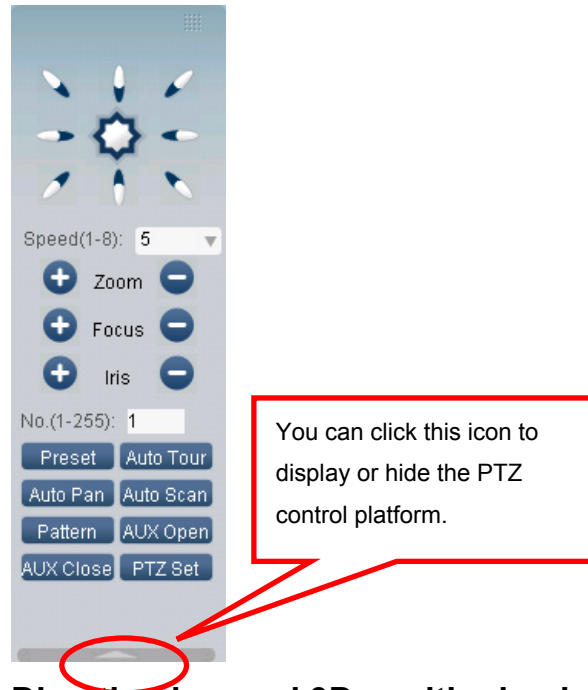 Speed(1-8): 5
Zoom
Focus
Iris
No.(1-255): 1
Preset Auto Tour
Auto Pan Auto Scan
Pattern AUX Open
AUX Close PTZ Set
You can click this icon to
display or hide the PTZ
control platform.